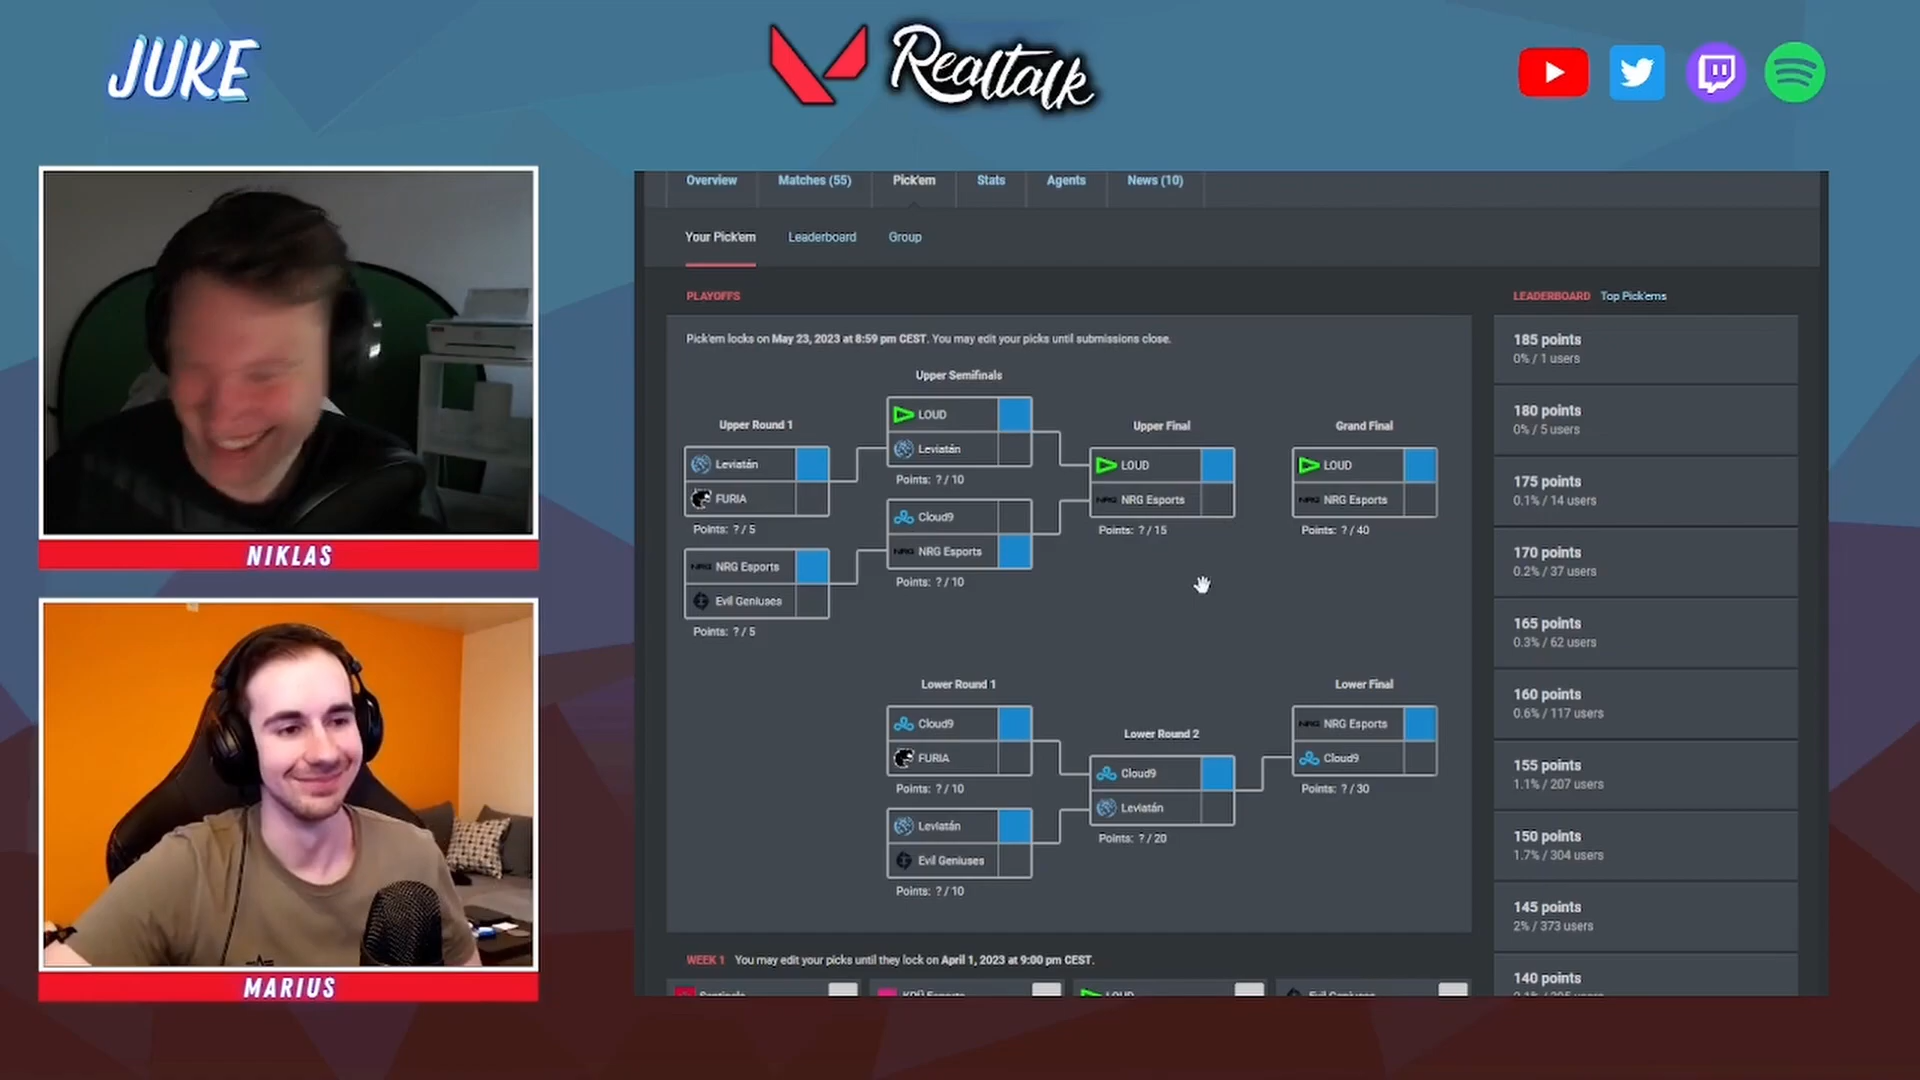 JUKE
Realtalk
NIKLAS
MARIUS
Overview
Matches (55)
Pick'em
Stats
Agents
News (10)
Your Pick'em
Leaderboard
Group
PLAYOFFS
Pick'em locks on May 23, 2023 at 8:59 pm CEST. You may edit your picks until submissions close.
Upper Round 1
Leviatán
FURIA
Points: ? / 5
NRG Esports
Evil Geniuses
Points: ? / 5
Upper Semifinals
LOUD
Leviatán
Points: ? / 10
Cloud9
NRG Esports
Points: ? / 10
Upper Final
LOUD
NRG Esports
Points: ? / 15
Grand Final
LOUD
NRG Esports
Points: ? / 40
Lower Round 1
Cloud9
FURIA
Points: ? / 10
Leviatán
Evil Geniuses
Points: ? / 10
Lower Round 2
Cloud9
Leviatán
Points: ? / 20
Lower Final
NRG Esports
Cloud9
Points: ? / 30
WEEK 1 You may edit your picks until they lock on April 1, 2023 at 9:00 pm CEST.
Sentinels
KRÜ Esports
LOUD
Evil Geniuses
LEADERBOARD Top Pick'ems
185 points
0% / 1 users
180 points
0% / 5 users
175 points
0.1% / 14 users
170 points
0.2% / 37 users
165 points
0.3% / 62 users
160 points
0.6% / 117 users
155 points
1.1% / 207 users
150 points
1.7% / 304 users
145 points
2% / 373 users
140 points